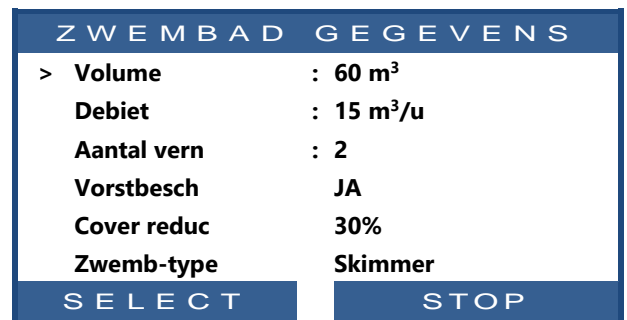 ZWEMBAD GEGEVENS
> Volume : 60 m³
Debiet : 15 m³/u
Aantal vern : 2
Vorstbesch JA
Cover reduc 30%
Zwemb-type Skimmer
SELECT STOP